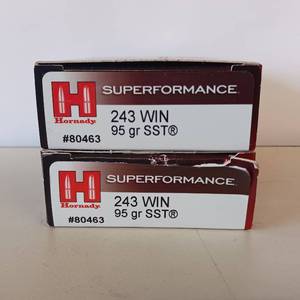 SUPERFORMANCE
Hornady
243 WIN
95 gr SST®
#80463
SUPERFORMANCE
Hornady
243 WIN
95 gr SST®
#80463